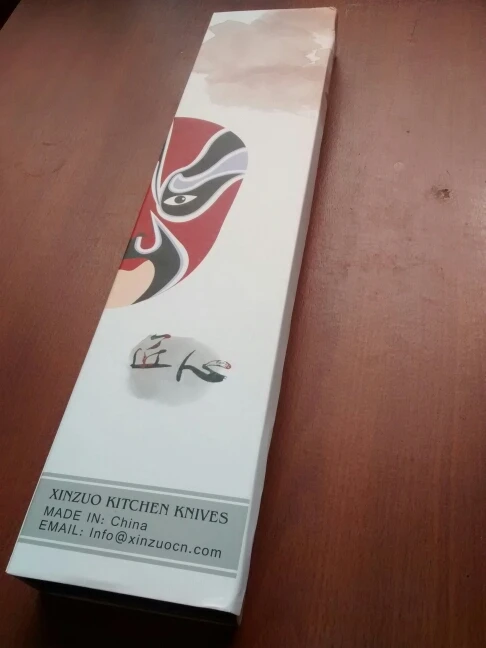 匠心
XINZUO KITCHEN KNIVES
MADE IN: China
EMAIL: Info@xinzuocn.com